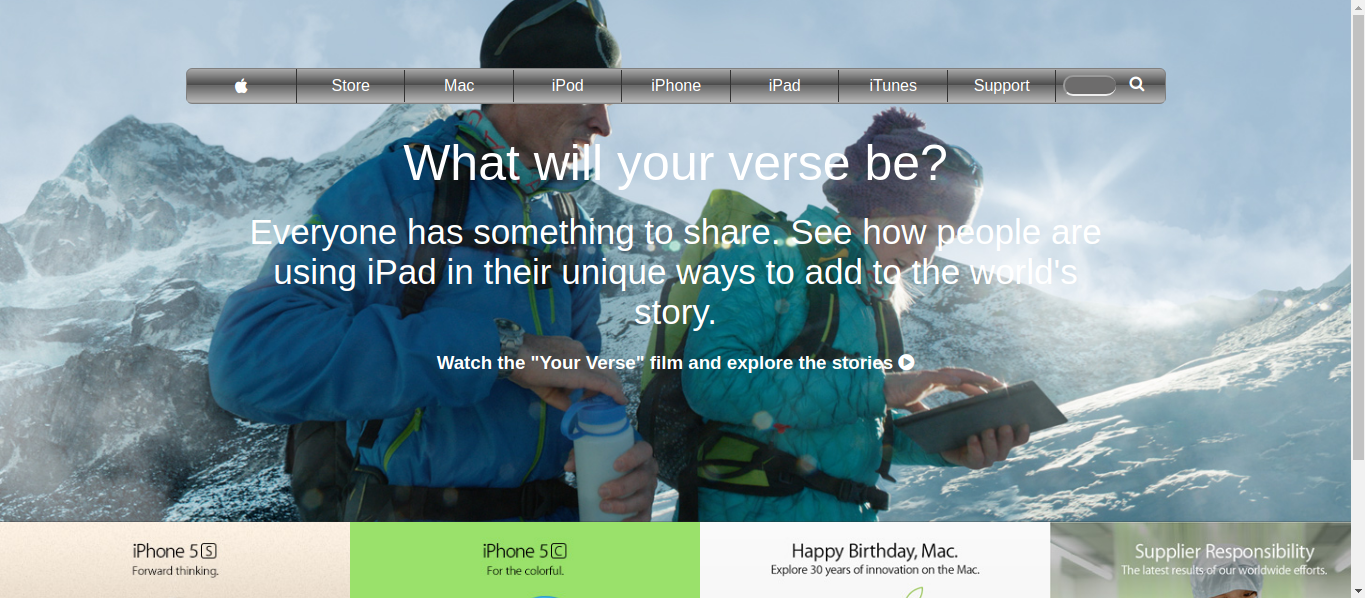 Store Mac iPod iPhone iPad iTunes Support
What will your verse be?
Everyone has something to share. See how people are
using iPad in their unique ways to add to the world's
story.
Watch the "Your Verse" film and explore the stories
iPhone 5S
Forward thinking.
iPhone 5C
For the colorful.
Happy Birthday, Mac.
Explore 30 years of innovation on the Mac.
Supplier Responsibility
The latest results of our worldwide efforts.